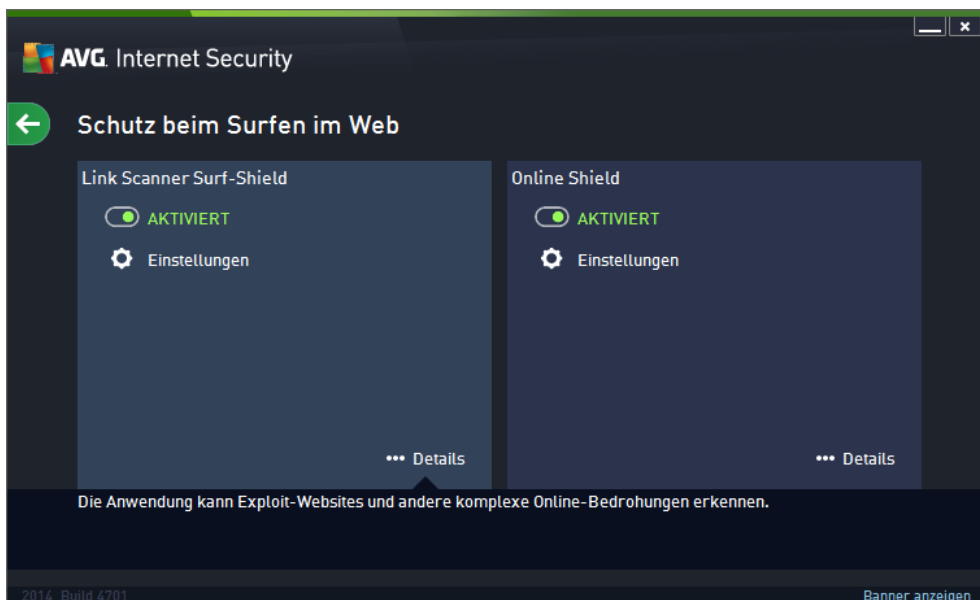 AVG. Internet Security
Schutz beim Surfen im Web
Link Scanner Surf-Shield
AKTIVIERT
Einstellungen
••• Details
Online Shield
AKTIVIERT
Einstellungen
••• Details
Die Anwendung kann Exploit-Websites und andere komplexe Online-Bedrohungen erkennen.
2014 Build 4701
Banner anzeigen